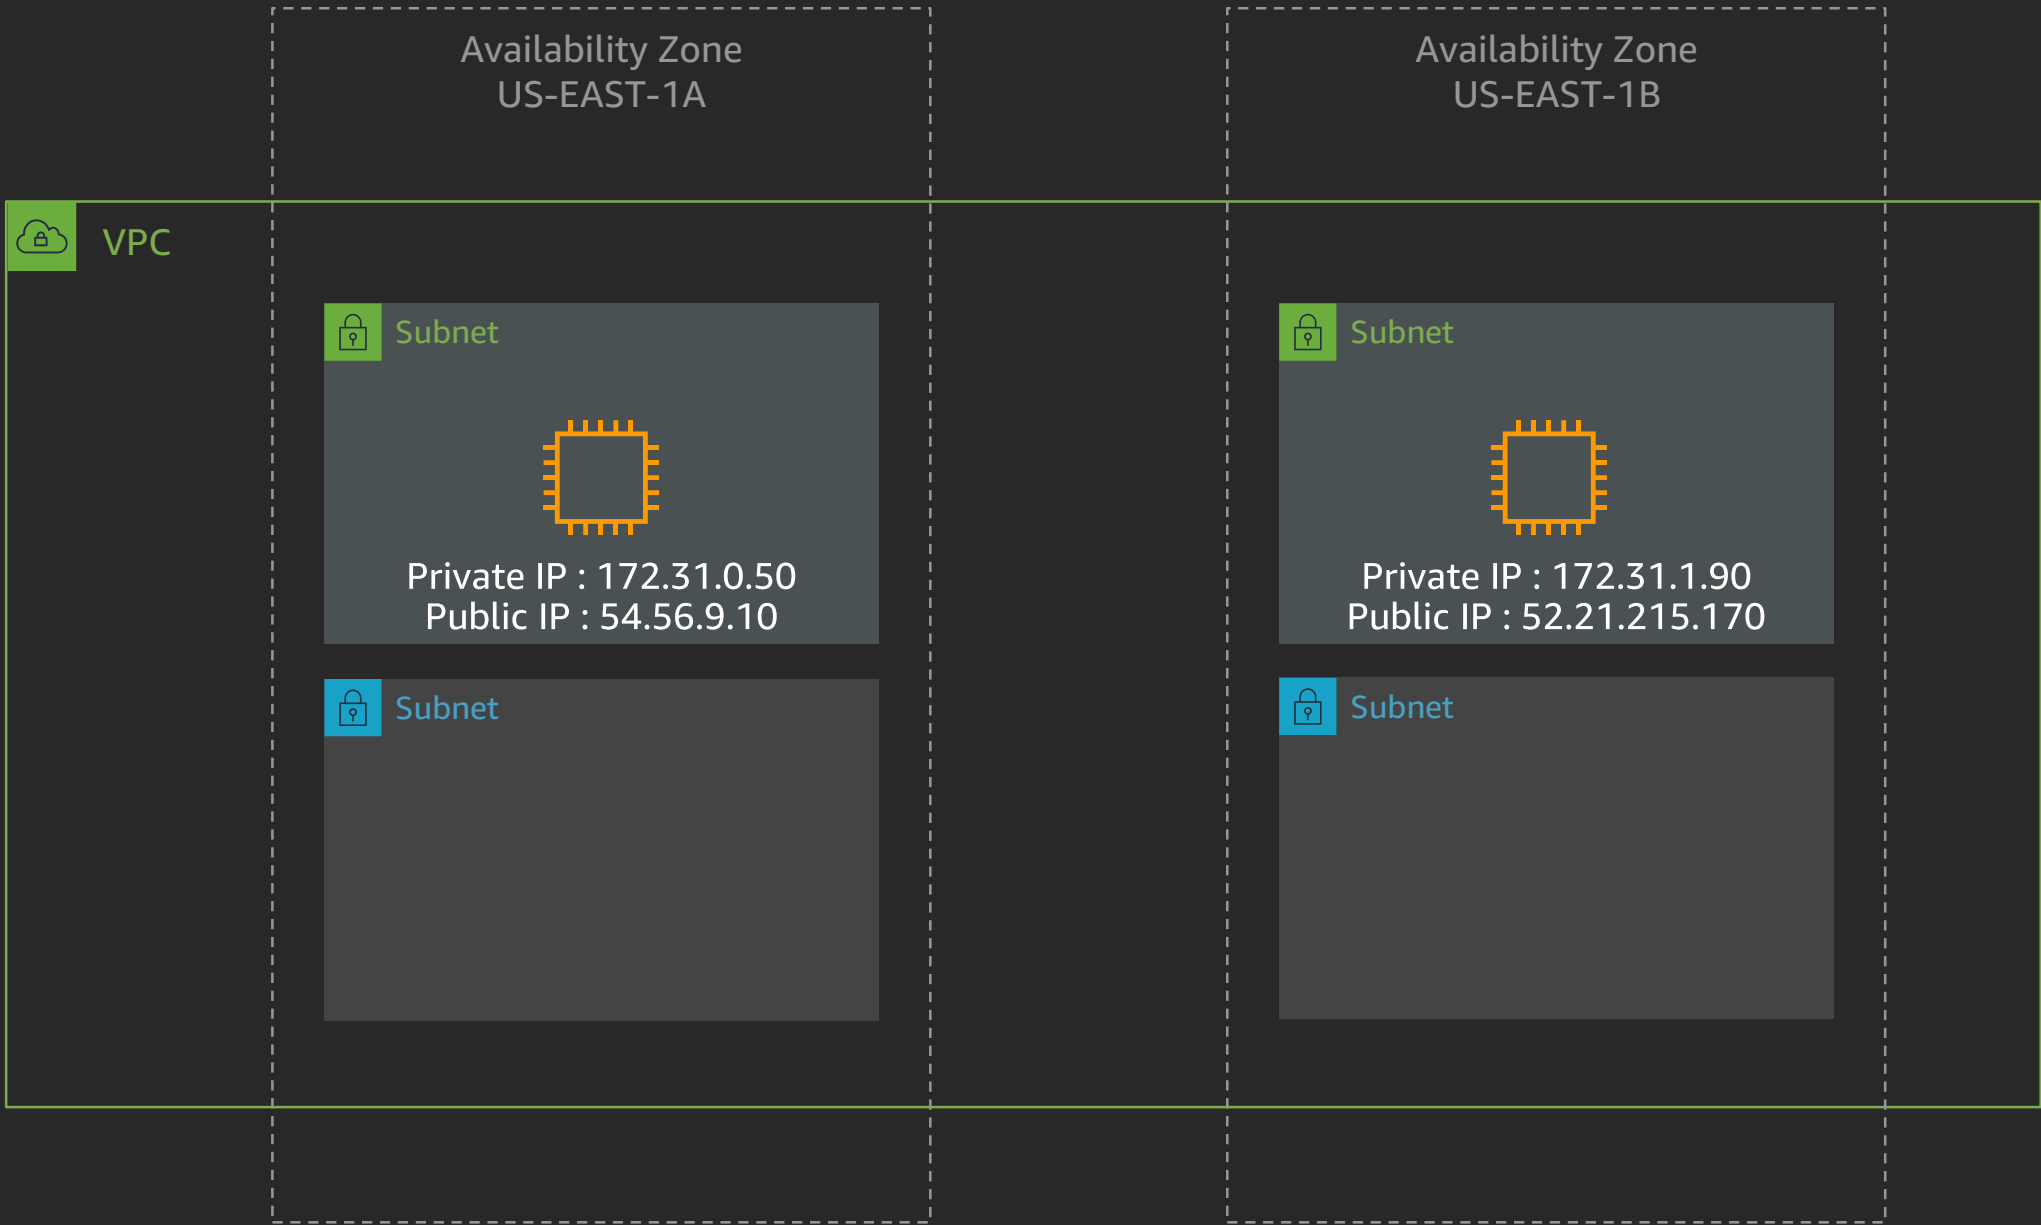 Availability Zone
US-EAST-1A
Availability Zone
US-EAST-1B
VPC
Subnet
Private IP : 172.31.0.50
Public IP : 54.56.9.10
Subnet
Private IP : 172.31.1.90
Public IP : 52.21.215.170
Subnet
Subnet